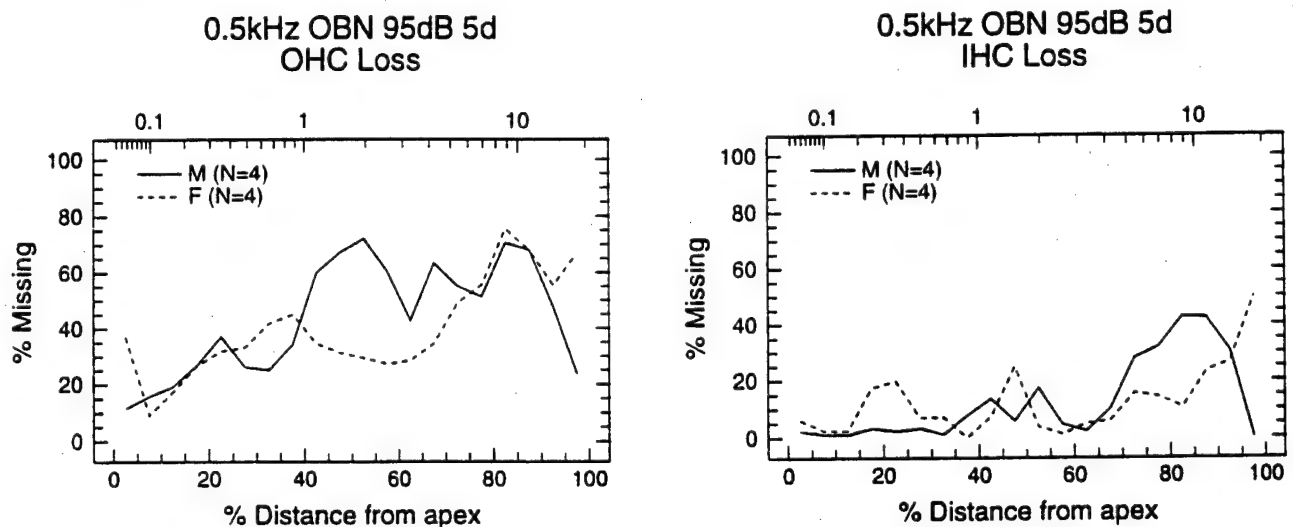 0.5kHz OBN 95dB 5d
OHC Loss
0.1 1 10
M (N=4)
F (N=4)
100
80
60
40
20
0
% Missing
0 20 40 60 80 100
% Distance from apex
0.5kHz OBN 95dB 5d
IHC Loss
0.1 1 10
M (N=4)
F (N=4)
100
80
60
40
20
0
% Missing
0 20 40 60 80 100
% Distance from apex